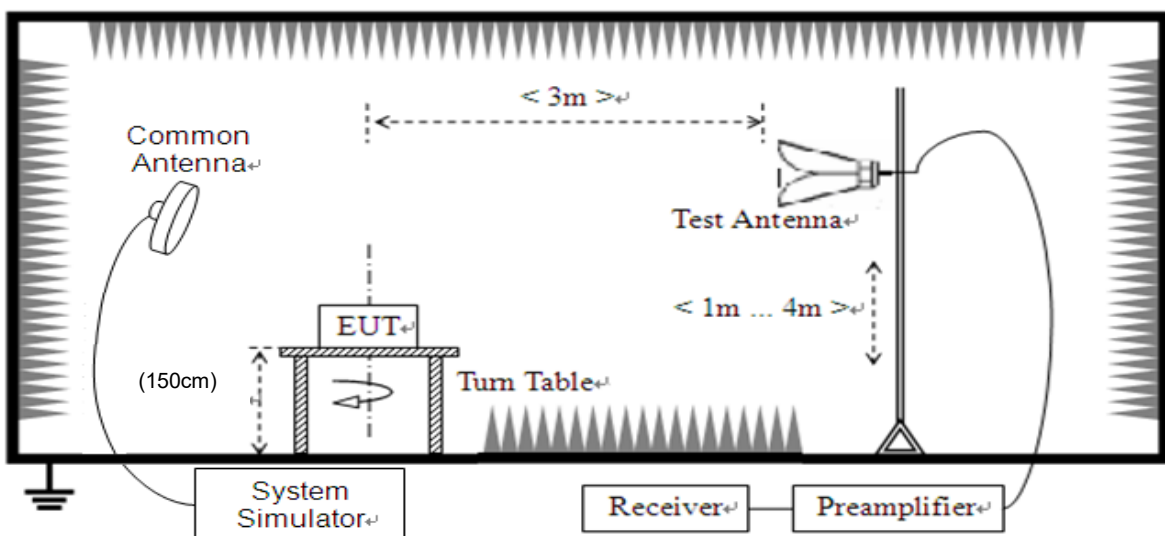 < 3m >↵
Common
Antenna↵
Test Antenna↵
< 1m ... 4m >↵
EUT↵
(150cm)
Turn Table↵
System
Simulator↵
Receiver↵
Preamplifier↵